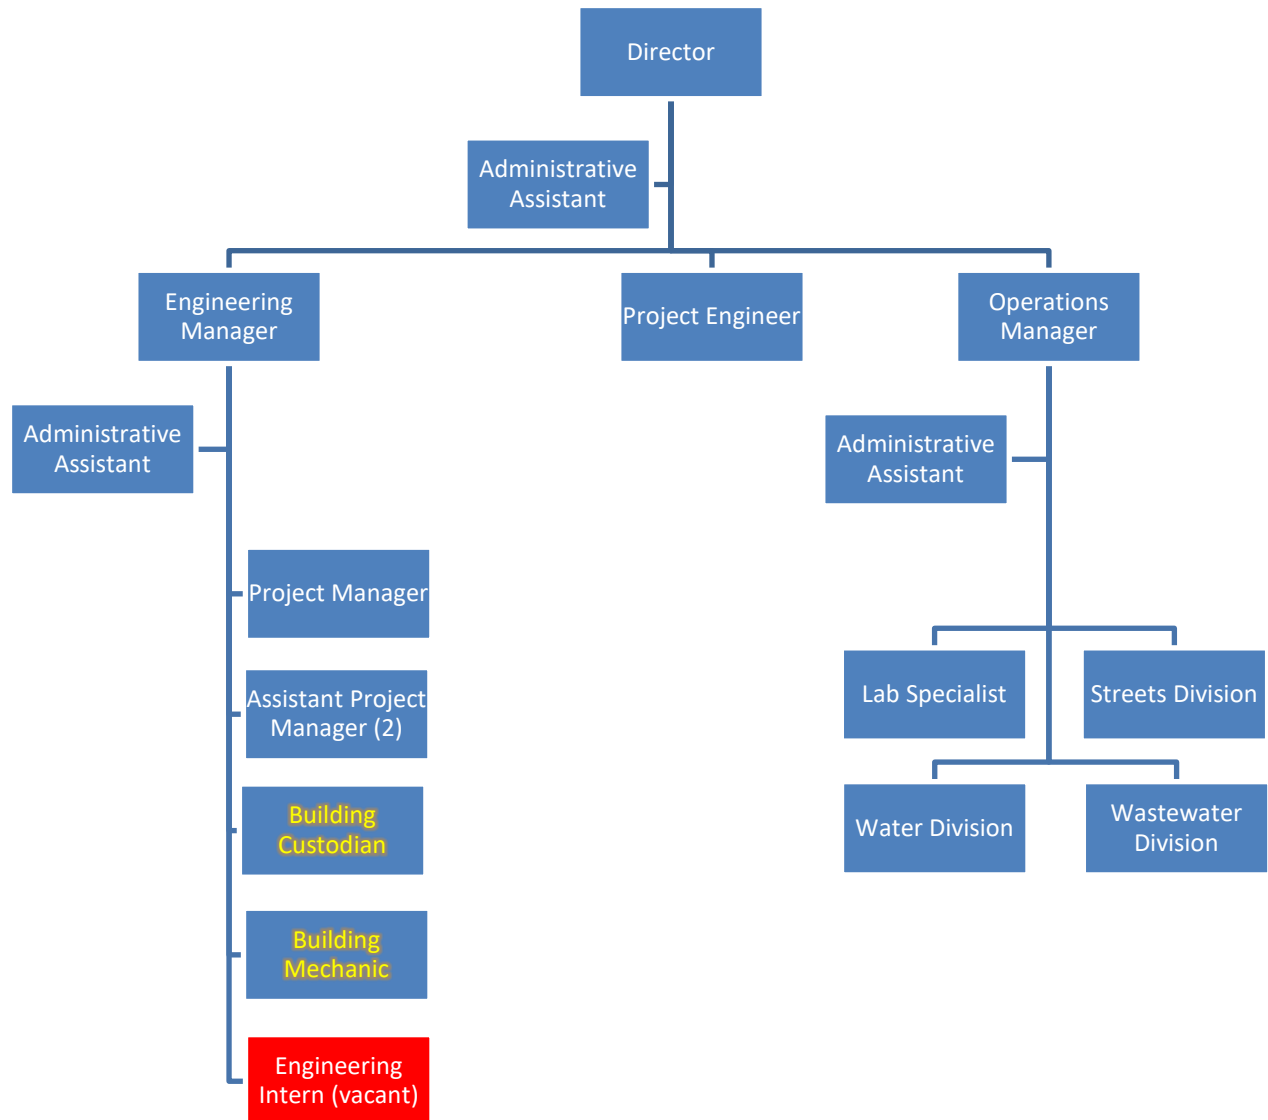 Director
Administrative
Assistant
Engineering
Manager
Project Engineer
Operations
Manager
Administrative
Assistant
Administrative
Assistant
Project Manager
Assistant Project
Manager (2)
Building
Custodian
Building
Mechanic
Engineering
Intern (vacant)
Lab Specialist
Streets Division
Water Division
Wastewater
Division